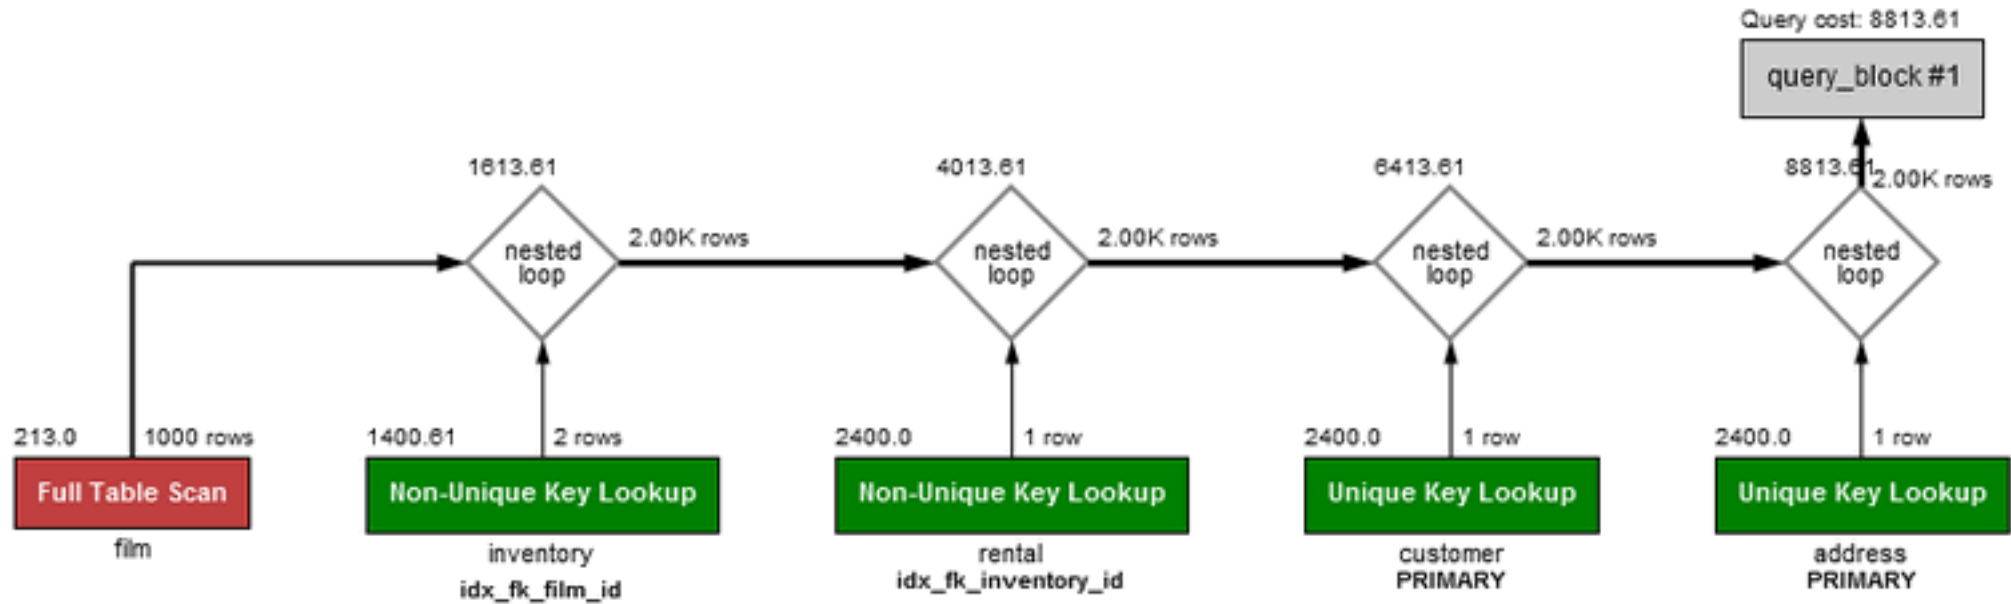 Query cost: 8813.61
query_block #1
1613.61
4013.61
6413.61
8813.61
2.00K rows
nested
loop
2.00K rows
nested
loop
2.00K rows
nested
loop
2.00K rows
nested
loop
213.0
1000 rows
1400.61
2 rows
2400.0
1 row
2400.0
1 row
2400.0
1 row
Full Table Scan
Non-Unique Key Lookup
Non-Unique Key Lookup
Unique Key Lookup
Unique Key Lookup
film
inventory
idx_fk_film_id
rental
idx_fk_inventory_id
customer
PRIMARY
address
PRIMARY